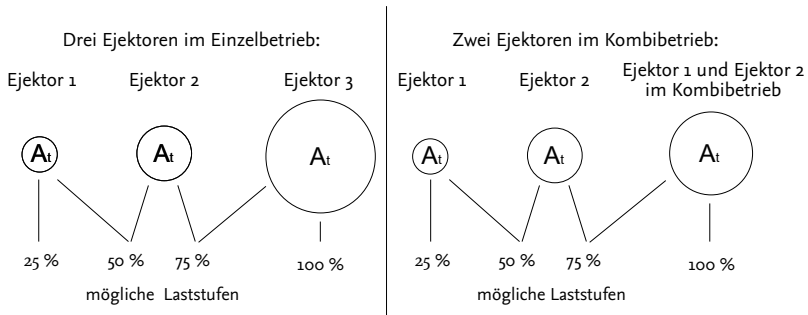 Drei Ejektoren im Einzelbetrieb:
Ejektor 1
Ejektor 2
Ejektor 3
At
At
At
25 %
50 %
75 %
100 %
mögliche Laststufen
Zwei Ejektoren im Kombibetrieb:
Ejektor 1
Ejektor 2
Ejektor 1 und Ejektor 2
im Kombibetrieb
At
At
At
25 %
50 %
75 %
100 %
mögliche Laststufen